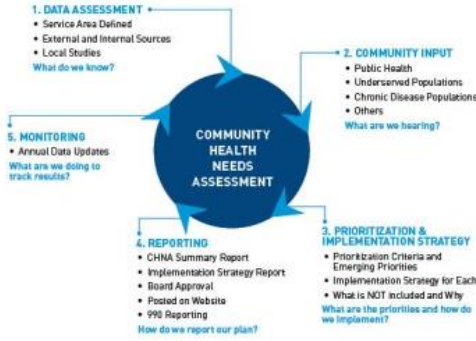 1. DATA ASSESSMENT
• Service Area Defined
• External and Internal Sources
• Local Studies
What do we know?
2. COMMUNITY INPUT
• Public Health
• Underserved Populations
• Chronic Disease Populations
• Others
What are we hearing?
5. MONITORING
• Annual Data Updates
What are we doing to
track results?
COMMUNITY
HEALTH
NEEDS
ASSESSMENT
4. REPORTING
• CHNA Summary Report
• Implementation Strategy Report
• Board Approval
• Posted on Website
• 990 Reporting
How do we report our plan?
3. PRIORITIZATION &
IMPLEMENTATION STRATEGY
• Prioritization Criteria and
Emerging Priorities
• Implementation Strategy for Each
• What is NOT included and Why
What are the priorities and how do
we implement?